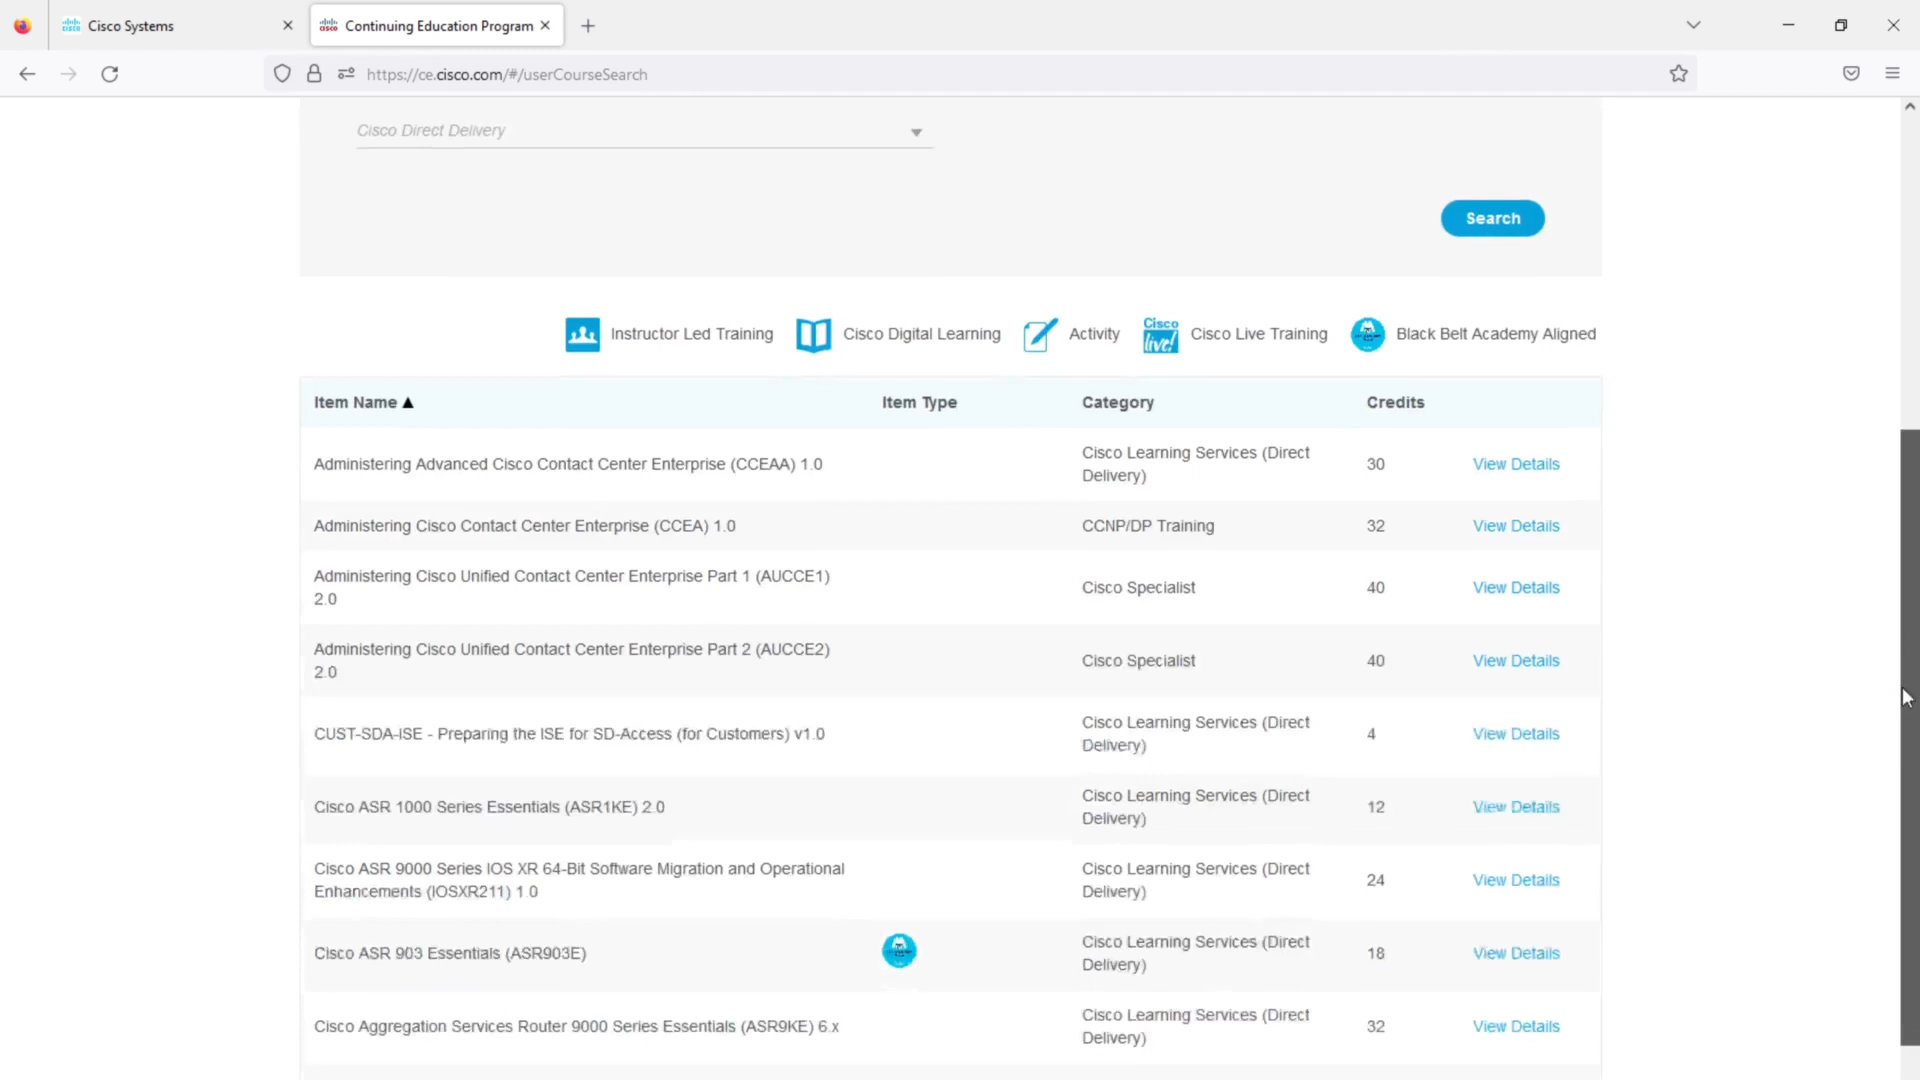 Cisco Systems
Continuing Education Program
https://ce.cisco.com/#/userCourseSearch
Cisco Direct Delivery
Search
Instructor Led Training
Cisco Digital Learning
Activity
Cisco live!
Cisco Live Training
Black Belt Academy Aligned
Item Name ▲ Item Type Category Credits
Administering Advanced Cisco Contact Center Enterprise (CCEAA) 1.0
Cisco Learning Services (Direct
Delivery)
30
View Details
Administering Cisco Contact Center Enterprise (CCEA) 1.0
CCNP/DP Training
32
View Details
Administering Cisco Unified Contact Center Enterprise Part 1 (AUCCE1)
2.0
Cisco Specialist
40
View Details
Administering Cisco Unified Contact Center Enterprise Part 2 (AUCCE2)
2.0
Cisco Specialist
40
View Details
CUST-SDA-ISE - Preparing the ISE for SD-Access (for Customers) v1.0
Cisco Learning Services (Direct
Delivery)
4
View Details
Cisco ASR 1000 Series Essentials (ASR1KE) 2.0
Cisco Learning Services (Direct
Delivery)
12
View Details
Cisco ASR 9000 Series IOS XR 64-Bit Software Migration and Operational
Enhancements (IOSXR211) 1.0
Cisco Learning Services (Direct
Delivery)
24
View Details
Cisco ASR 903 Essentials (ASR903E)
Cisco Learning Services (Direct
Delivery)
18
View Details
Cisco Aggregation Services Router 9000 Series Essentials (ASR9KE) 6.x
Cisco Learning Services (Direct
Delivery)
32
View Details